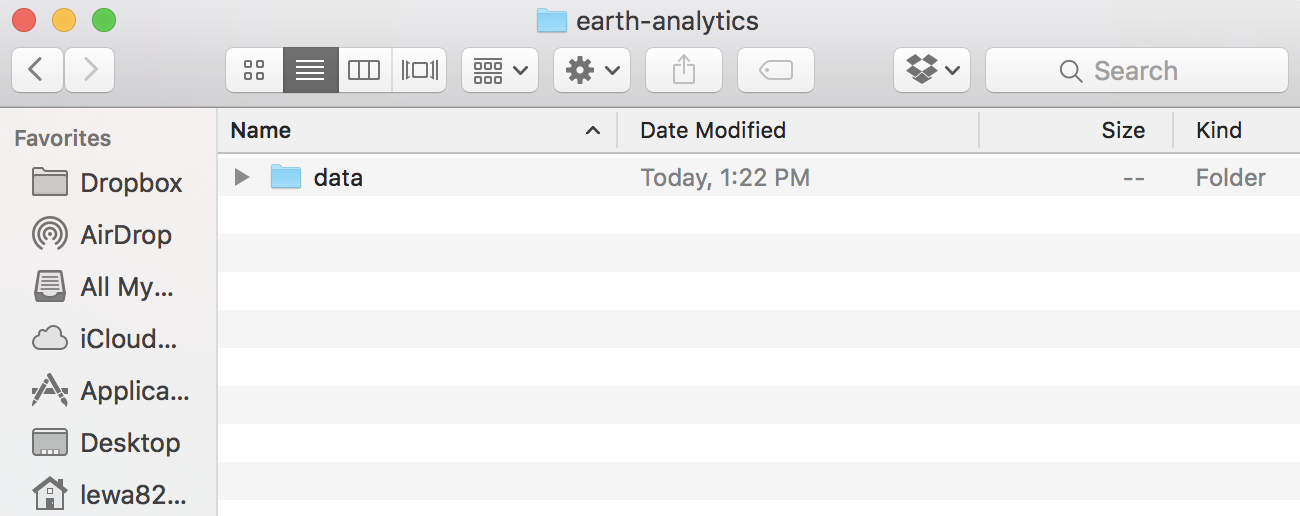 earth-analytics
Search
Favorites
Dropbox
AirDrop
All My...
iCloud...
Applica...
Desktop
lewa82...
Name Date Modified Size Kind
data Today, 1:22 PM -- Folder